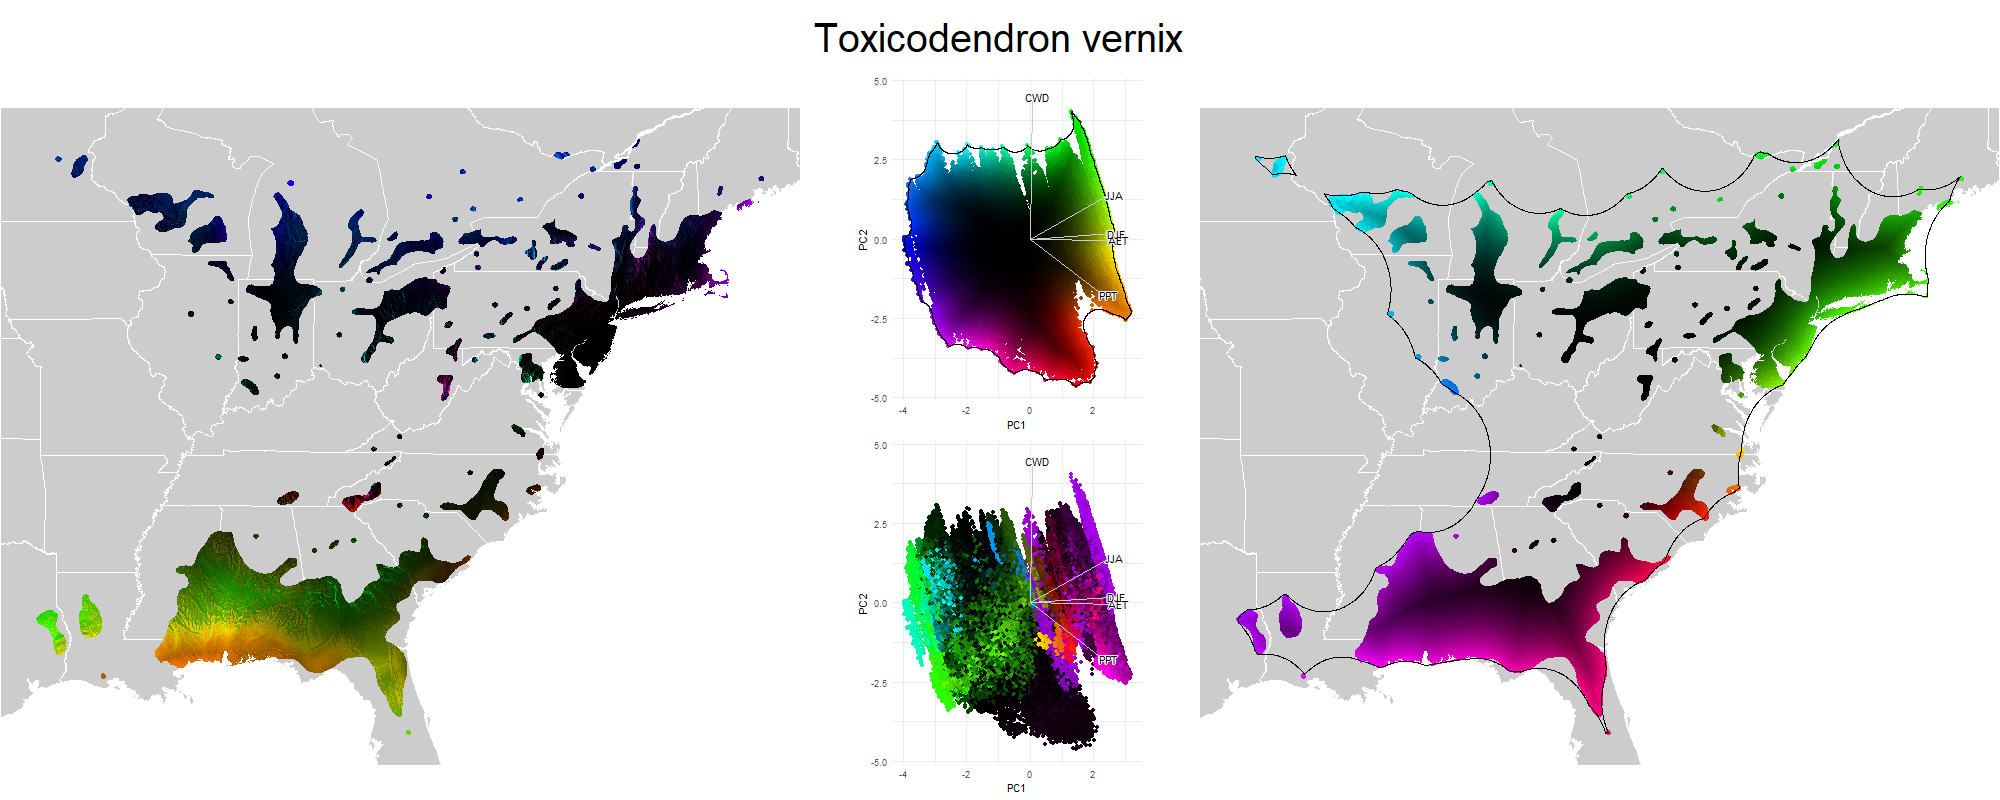 Toxicodendron vernix
5.0
CWD
2.5
JJA
PC2
0.0
DJF
AET
PPT
-2.5
-5.0
-4
-2
0
2
PC1
5.0
CWD
2.5
JJA
PC2
0.0
DJF
AET
PPT
-2.5
-5.0
-4
-2
0
2
PC1